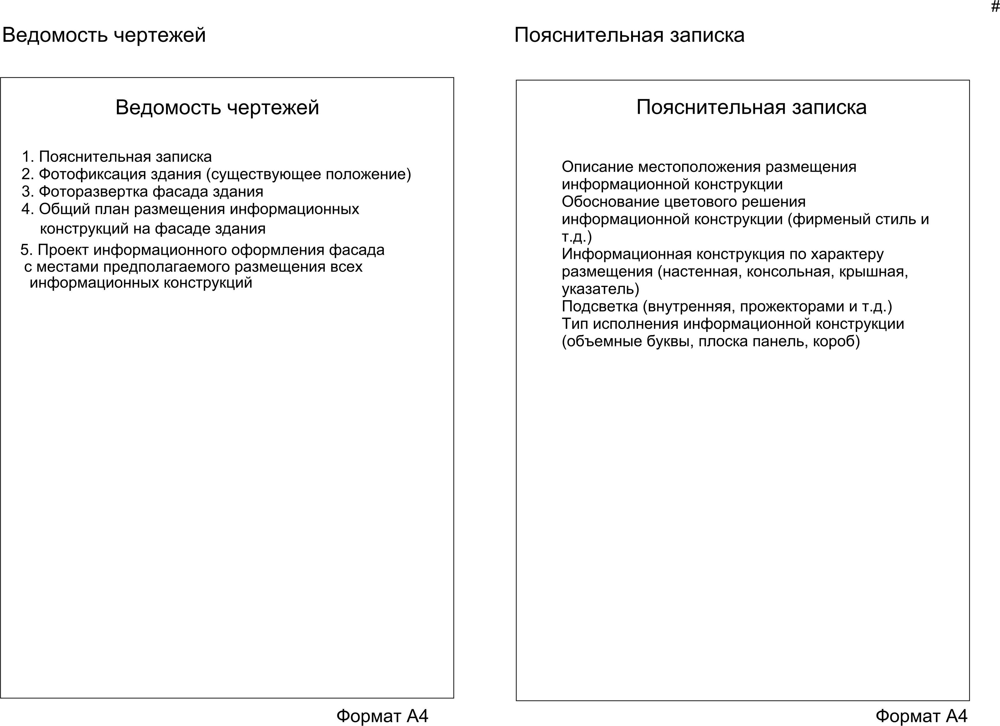 #
Ведомость чертежей
Ведомость чертежей
1. Пояснительная записка
2. Фотофиксация здания (существующее положение)
3. Фоторазвертка фасада здания
4. Общий план размещения информационных
конструкций на фасаде здания
5. Проект информационного оформления фасада
с местами предполагаемого размещения всех
информационных конструкций
Формат А4
Пояснительная записка
Пояснительная записка
Описание местоположения размещения
информационной конструкции
Обоснование цветового решения
информационной конструкции (фирменый стиль и
т.д.)
Информационная конструкция по характеру
размещения (настенная, консольная, крышная,
указатель)
Подсветка (внутренняя, прожекторами и т.д.)
Тип исполнения информационной конструкции
(объемные буквы, плоска панель, короб)
Формат А4